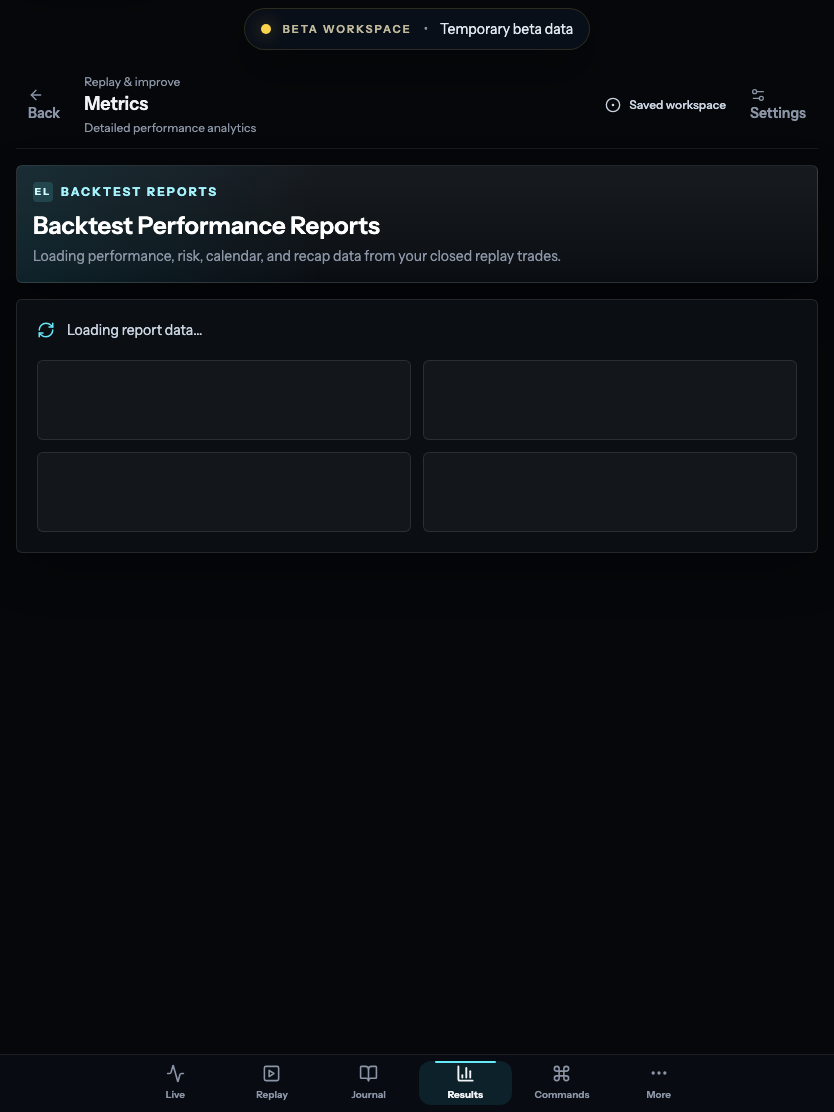 BETA WORKSPACE · Temporary beta data
Replay & improve
Back
Metrics
Detailed performance analytics
Saved workspace
Settings
EL BACKTEST REPORTS
Backtest Performance Reports
Loading performance, risk, calendar, and recap data from your closed replay trades.
Loading report data...
Live
Replay
Journal
Results
Commands
More